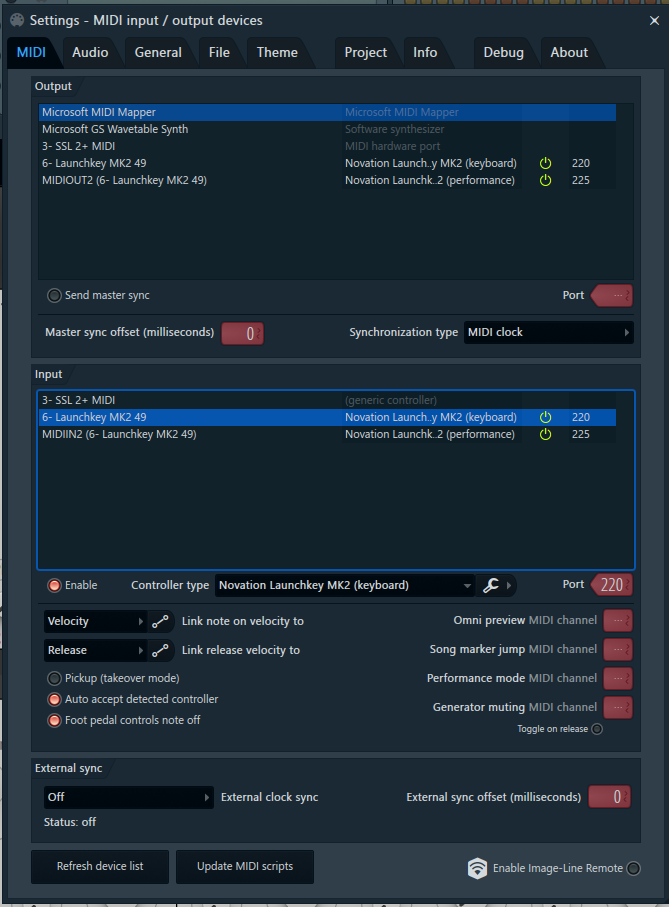 Settings - MIDI input / output devices
MIDI Audio General File Theme Project Info Debug About
Output
Microsoft MIDI Mapper Microsoft MIDI Mapper
Microsoft GS Wavetable Synth Software synthesizer
3- SSL 2+ MIDI MIDI hardware port
6- Launchkey MK2 49 Novation Launch..y MK2 (keyboard) 220
MIDIOUT2 (6- Launchkey MK2 49) Novation Launchk..2 (performance) 225
Send master sync Port ---
Master sync offset (milliseconds) 0 Synchronization type MIDI clock
Input
3- SSL 2+ MIDI (generic controller)
6- Launchkey MK2 49 Novation Launch..y MK2 (keyboard) 220
MIDIIN2 (6- Launchkey MK2 49) Novation Launchk..2 (performance) 225
Enable Controller type Novation Launchkey MK2 (keyboard) Port 220
Velocity Link note on velocity to Omni preview MIDI channel ---
Release Link release velocity to Song marker jump MIDI channel ---
Pickup (takeover mode) Performance mode MIDI channel ---
Auto accept detected controller
Foot pedal controls note off Generator muting MIDI channel ---
Toggle on release
External sync
Off External clock sync External sync offset (milliseconds) 0
Status: off
Refresh device list Update MIDI scripts Enable Image-Line Remote